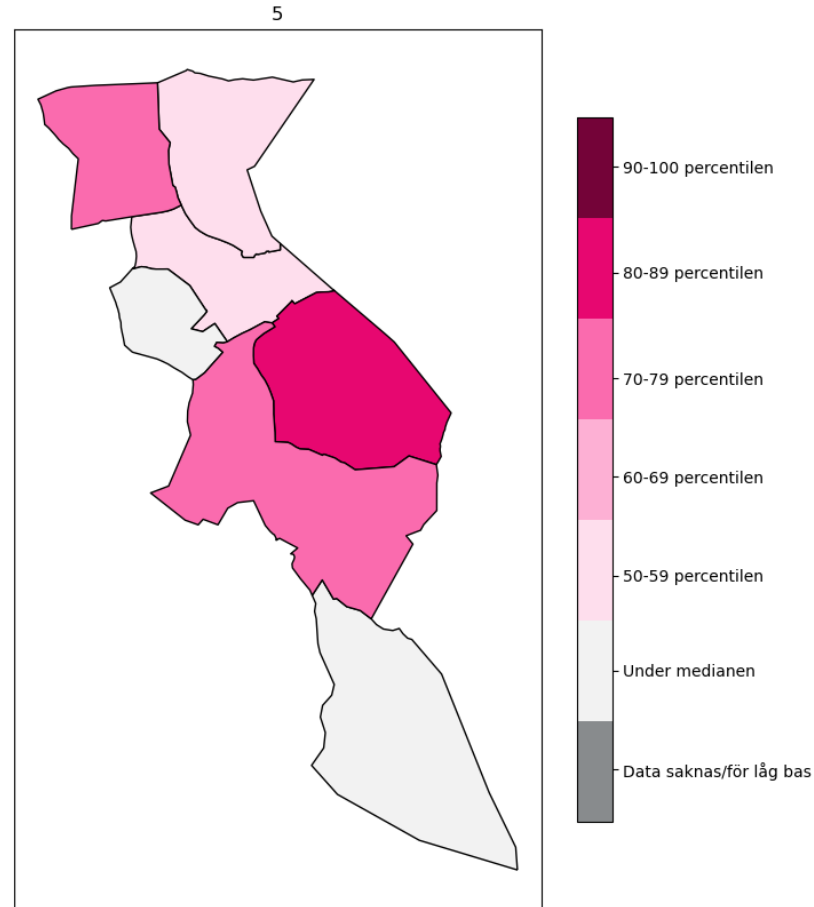 5
90-100 percentilen
80-89 percentilen
70-79 percentilen
60-69 percentilen
50-59 percentilen
Under medianen
Data saknas/för låg bas